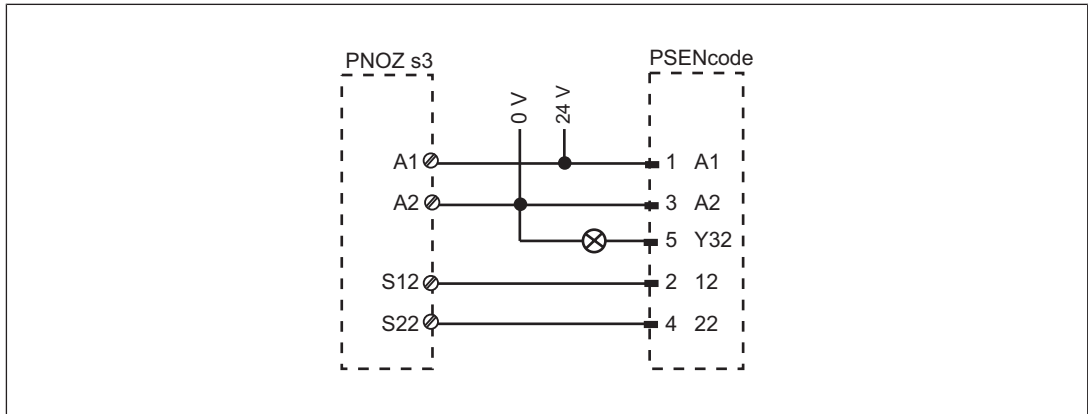 PNOZ s3
PSENcode
0 V
24 V
A1
1 A1
A2
3 A2
5 Y32
S12
2 12
S22
4 22